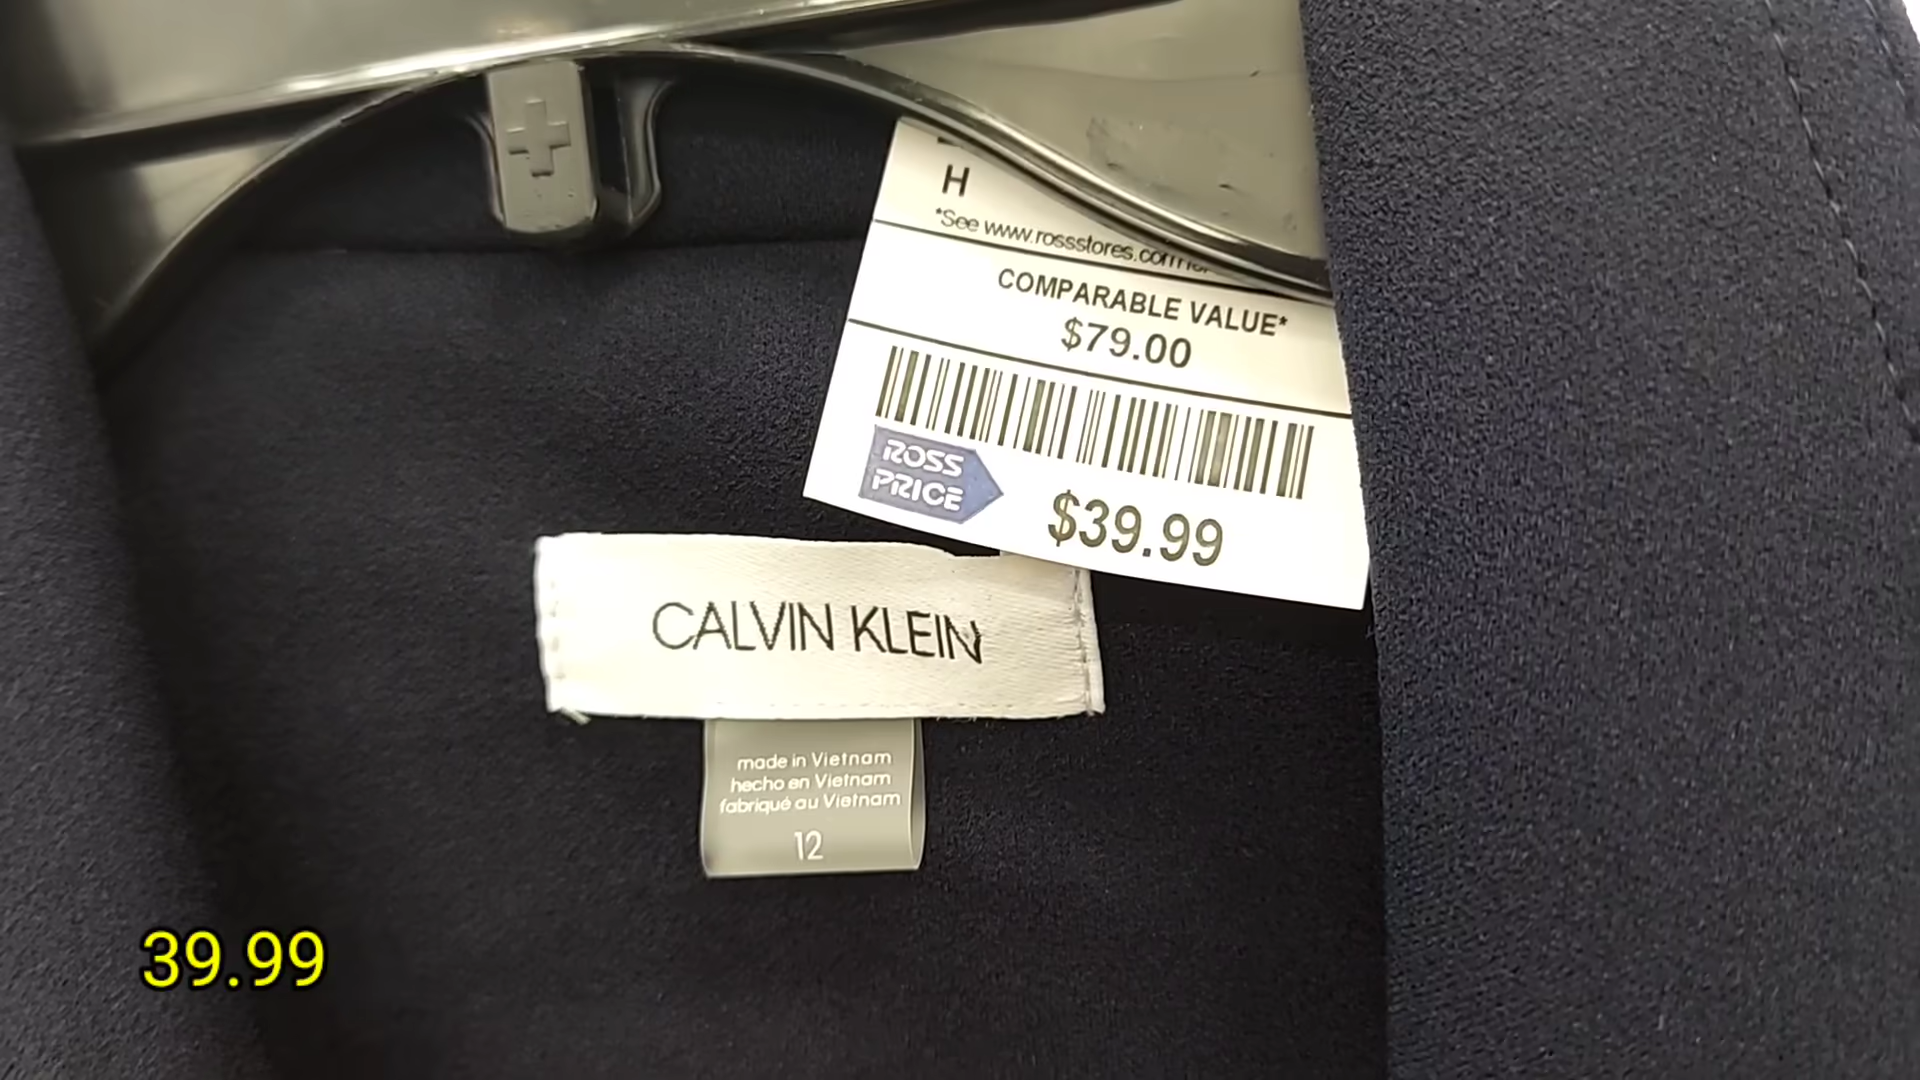 H
*See www.rossstores.com
COMPARABLE VALUE*
$79.00
ROSS
PRICE
$39.99
CALVIN KLEIN
made in Vietnam
hecho en Vietnam
fabriqué au Vietnam
12
39.99